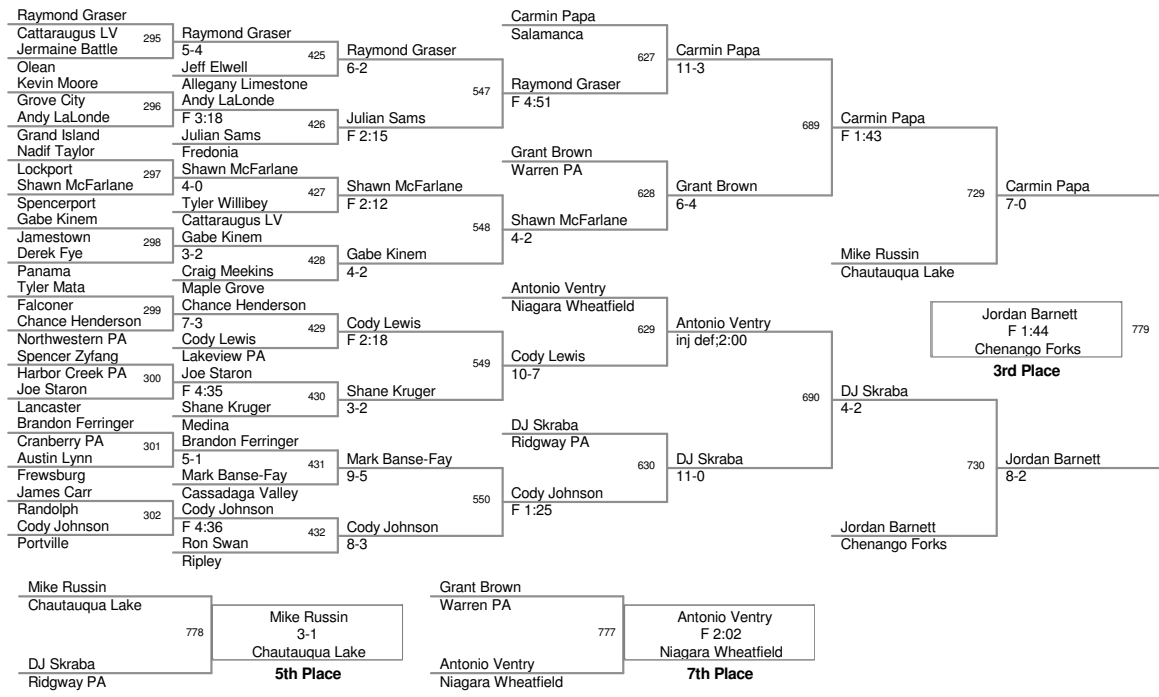 Raymond Graser
Cattaraugus LV
295
Jermaine Battle
Olean
Kevin Moore
Grove City
296
Andy LaLonde
Grand Island
Nadif Taylor
Lockport
297
Shawn McFarlane
Spencerport
Gabe Kinem
Jamestown
298
Derek Fye
Panama
Tyler Mata
Falconer
299
Chance Henderson
Northwestern PA
Spencer Zyfang
Harbor Creek PA
300
Joe Staron
Lancaster
Brandon Ferringer
Cranberry PA
301
Austin Lynn
Frewsburg
James Carr
Randolph
302
Cody Johnson
Portville
Raymond Graser
5-4
425
Jeff Elwell
Allegany Limestone
Andy LaLonde
F 3:18
426
Julian Sams
Fredonia
Shawn McFarlane
4-0
427
Tyler Willibey
Cattaraugus LV
Gabe Kinem
3-2
428
Craig Meekins
Maple Grove
Chance Henderson
7-3
429
Cody Lewis
Lakeview PA
Joe Staron
F 4:35
430
Shane Kruger
Medina
Brandon Ferringer
5-1
431
Mark Banse-Fay
Cassadaga Valley
Cody Johnson
F 4:36
432
Ron Swan
Ripley
Raymond Graser
6-2
547
Julian Sams
F 2:15
Shawn McFarlane
F 2:12
548
Gabe Kinem
4-2
Cody Lewis
F 2:18
549
Shane Kruger
3-2
Mark Banse-Fay
9-5
550
Cody Johnson
8-3
Carmin Papa
Salamanca
627
Raymond Graser
F 4:51
Grant Brown
Warren PA
628
Shawn McFarlane
4-2
Antonio Ventry
Niagara Wheatfield
629
Cody Lewis
10-7
DJ Skraba
Ridgway PA
630
Cody Johnson
F 1:25
Carmin Papa
11-3
689
Grant Brown
6-4
Antonio Ventry
inj def;2:00
690
DJ Skraba
11-0
Carmin Papa
F 1:43
729
Mike Russin
Chautauqua Lake
DJ Skraba
4-2
730
Jordan Barnett
Chenango Forks
Carmin Papa
7-0
Jordan Barnett
F 1:44
779
Chenango Forks
3rd Place
Jordan Barnett
8-2
Mike Russin
Chautauqua Lake
778
DJ Skraba
Ridgway PA
Mike Russin
3-1
Chautauqua Lake
5th Place
Grant Brown
Warren PA
777
Antonio Ventry
Niagara Wheatfield
Antonio Ventry
F 2:02
Niagara Wheatfield
7th Place